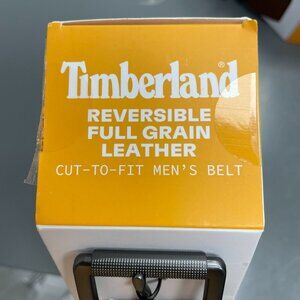 Timberland®
REVERSIBLE
FULL GRAIN
LEATHER
CUT-TO-FIT MEN'S BELT